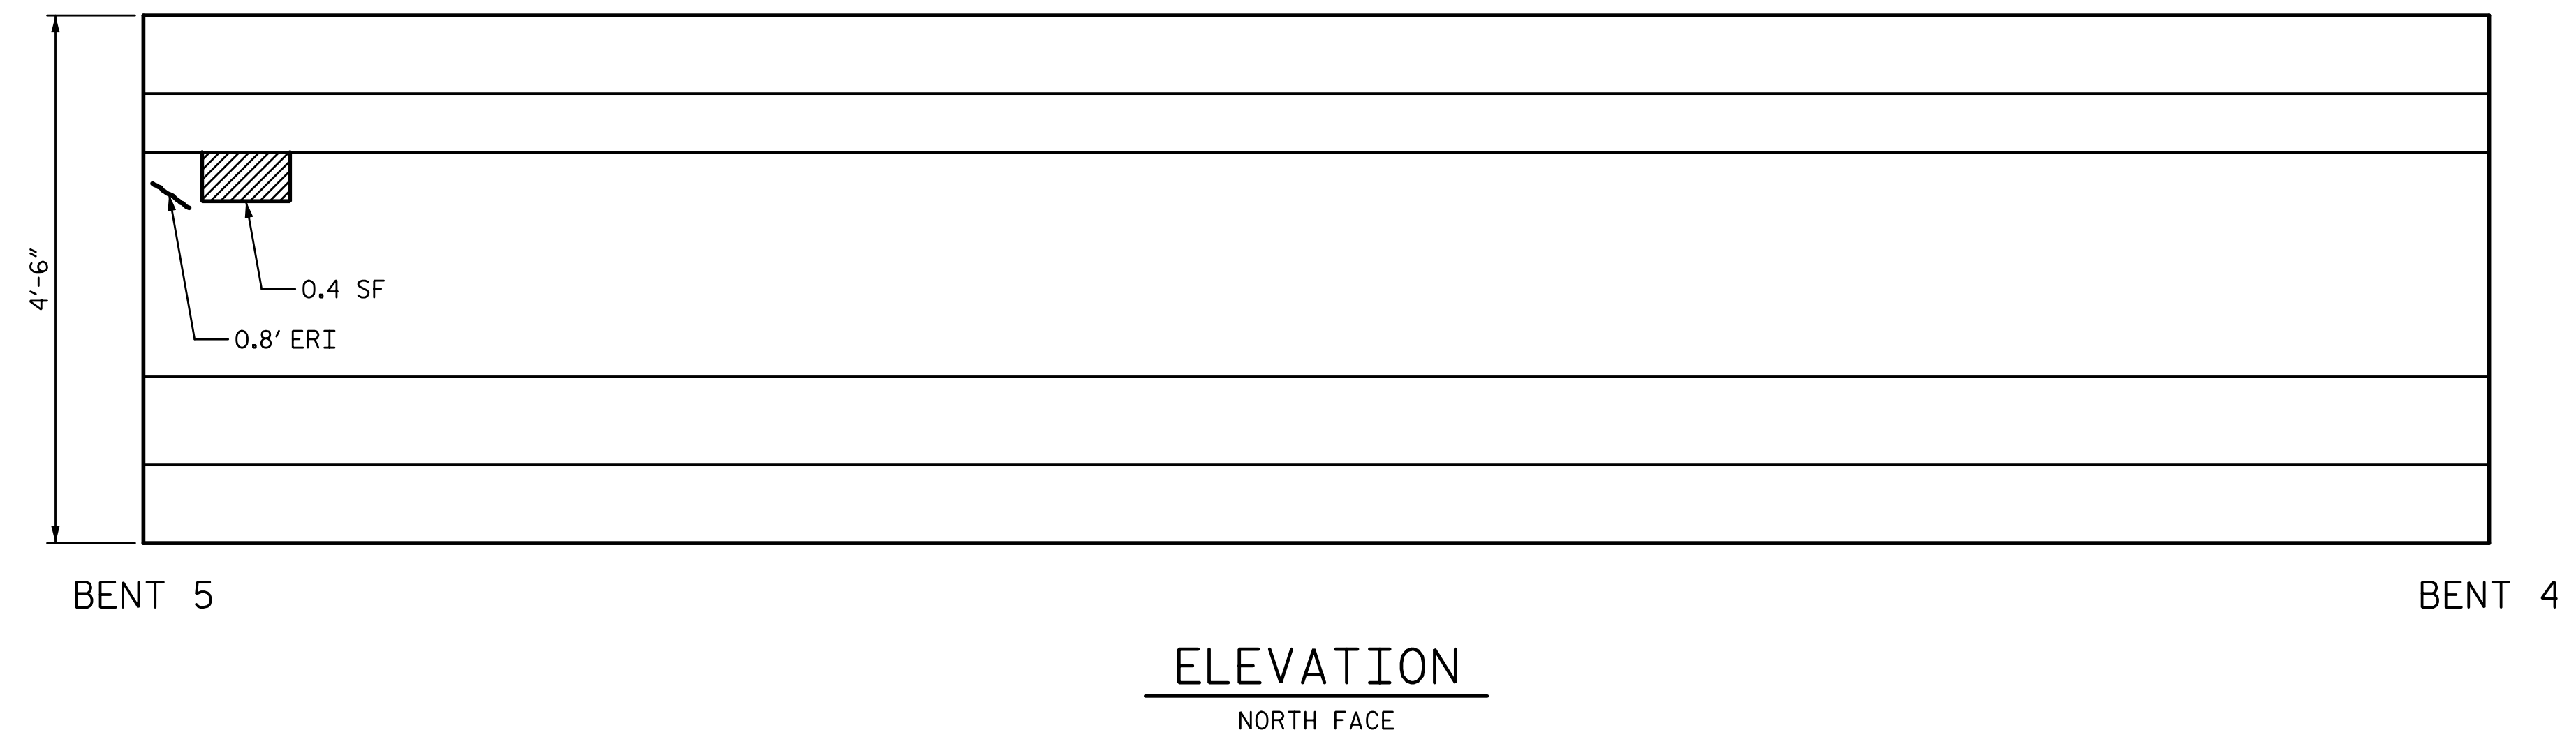 4'-6"
0.4 SF
0.8' ERI
BENT 5
BENT 4
ELEVATION
NORTH FACE